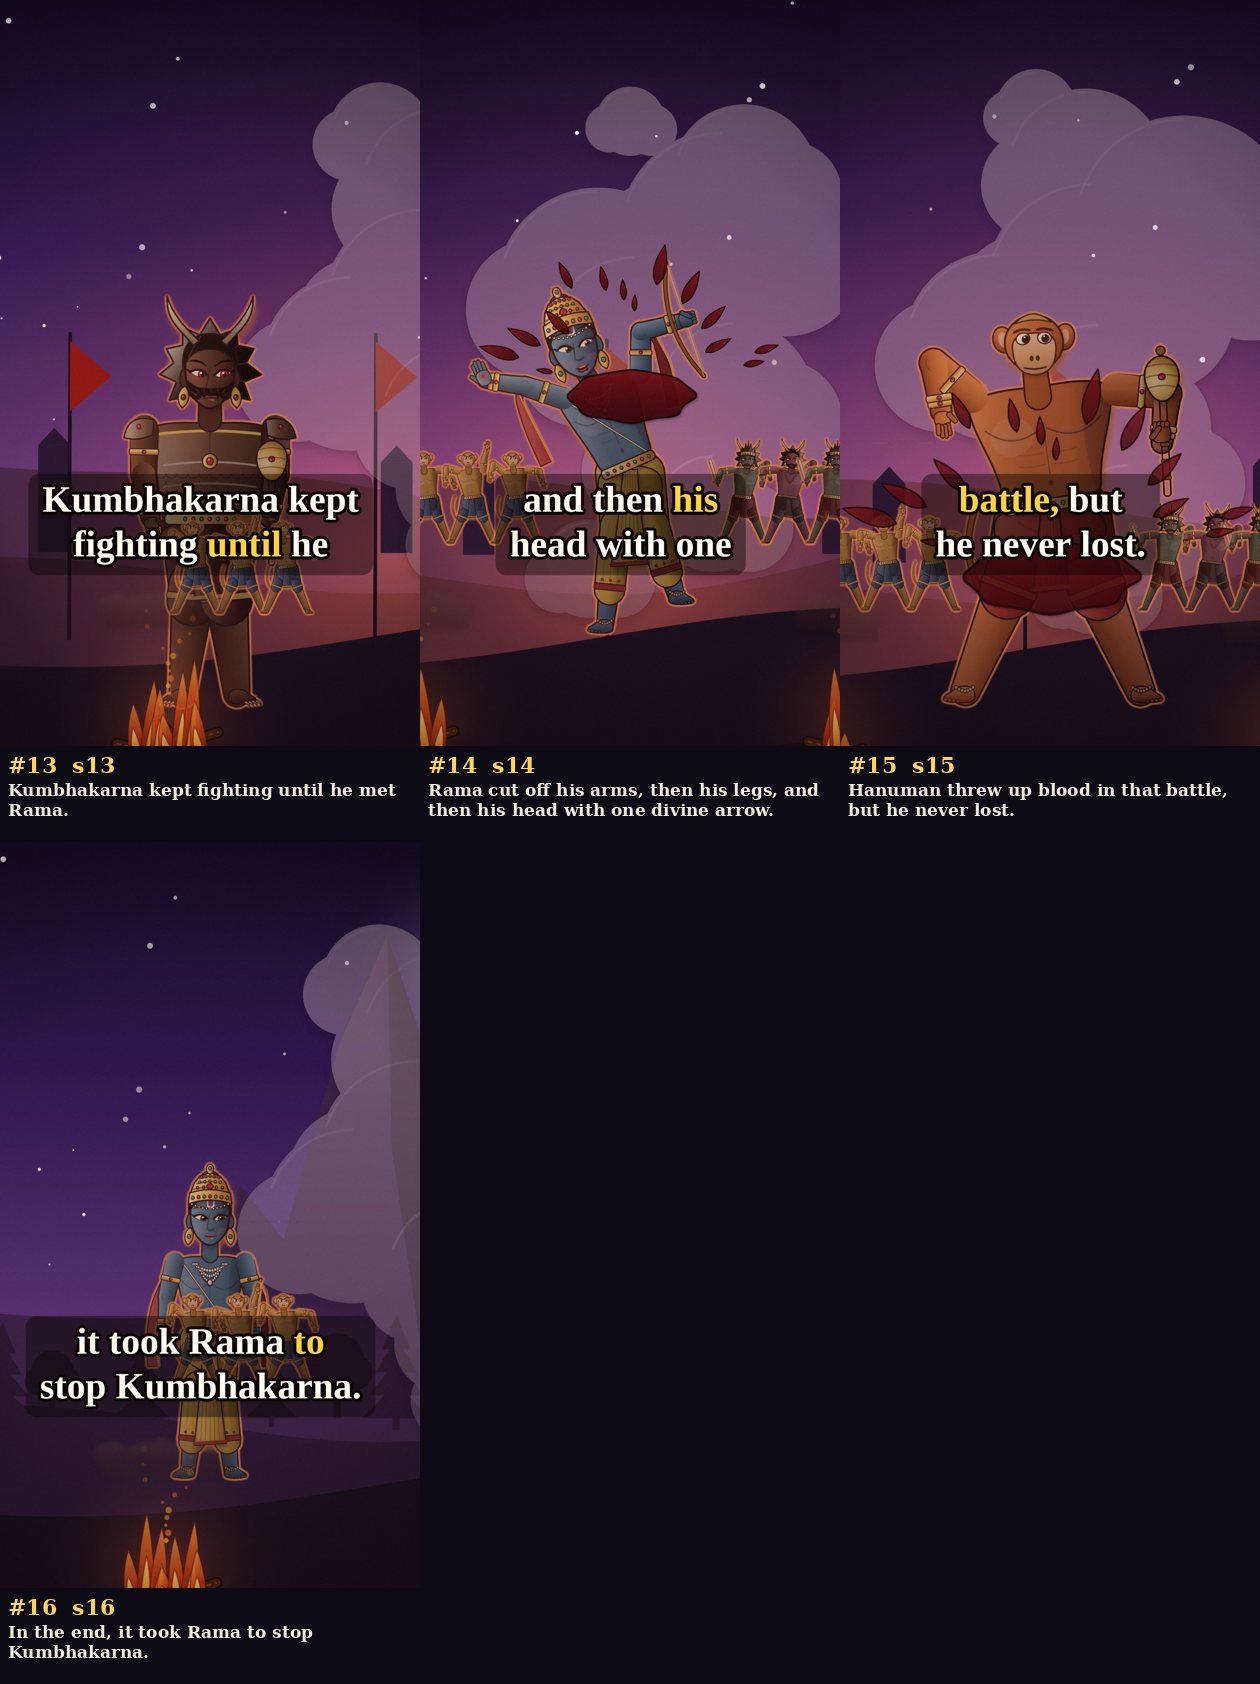 Kumbhakarna kept
fighting until he
#13 s13
Kumbhakarna kept fighting until he met
Rama.
and then his
head with one
#14 s14
Rama cut off his arms, then his legs, and
then his head with one divine arrow.
battle, but
he never lost.
#15 s15
Hanuman threw up blood in that battle,
but he never lost.
it took Rama to
stop Kumbhakarna.
#16 s16
In the end, it took Rama to stop
Kumbhakarna.